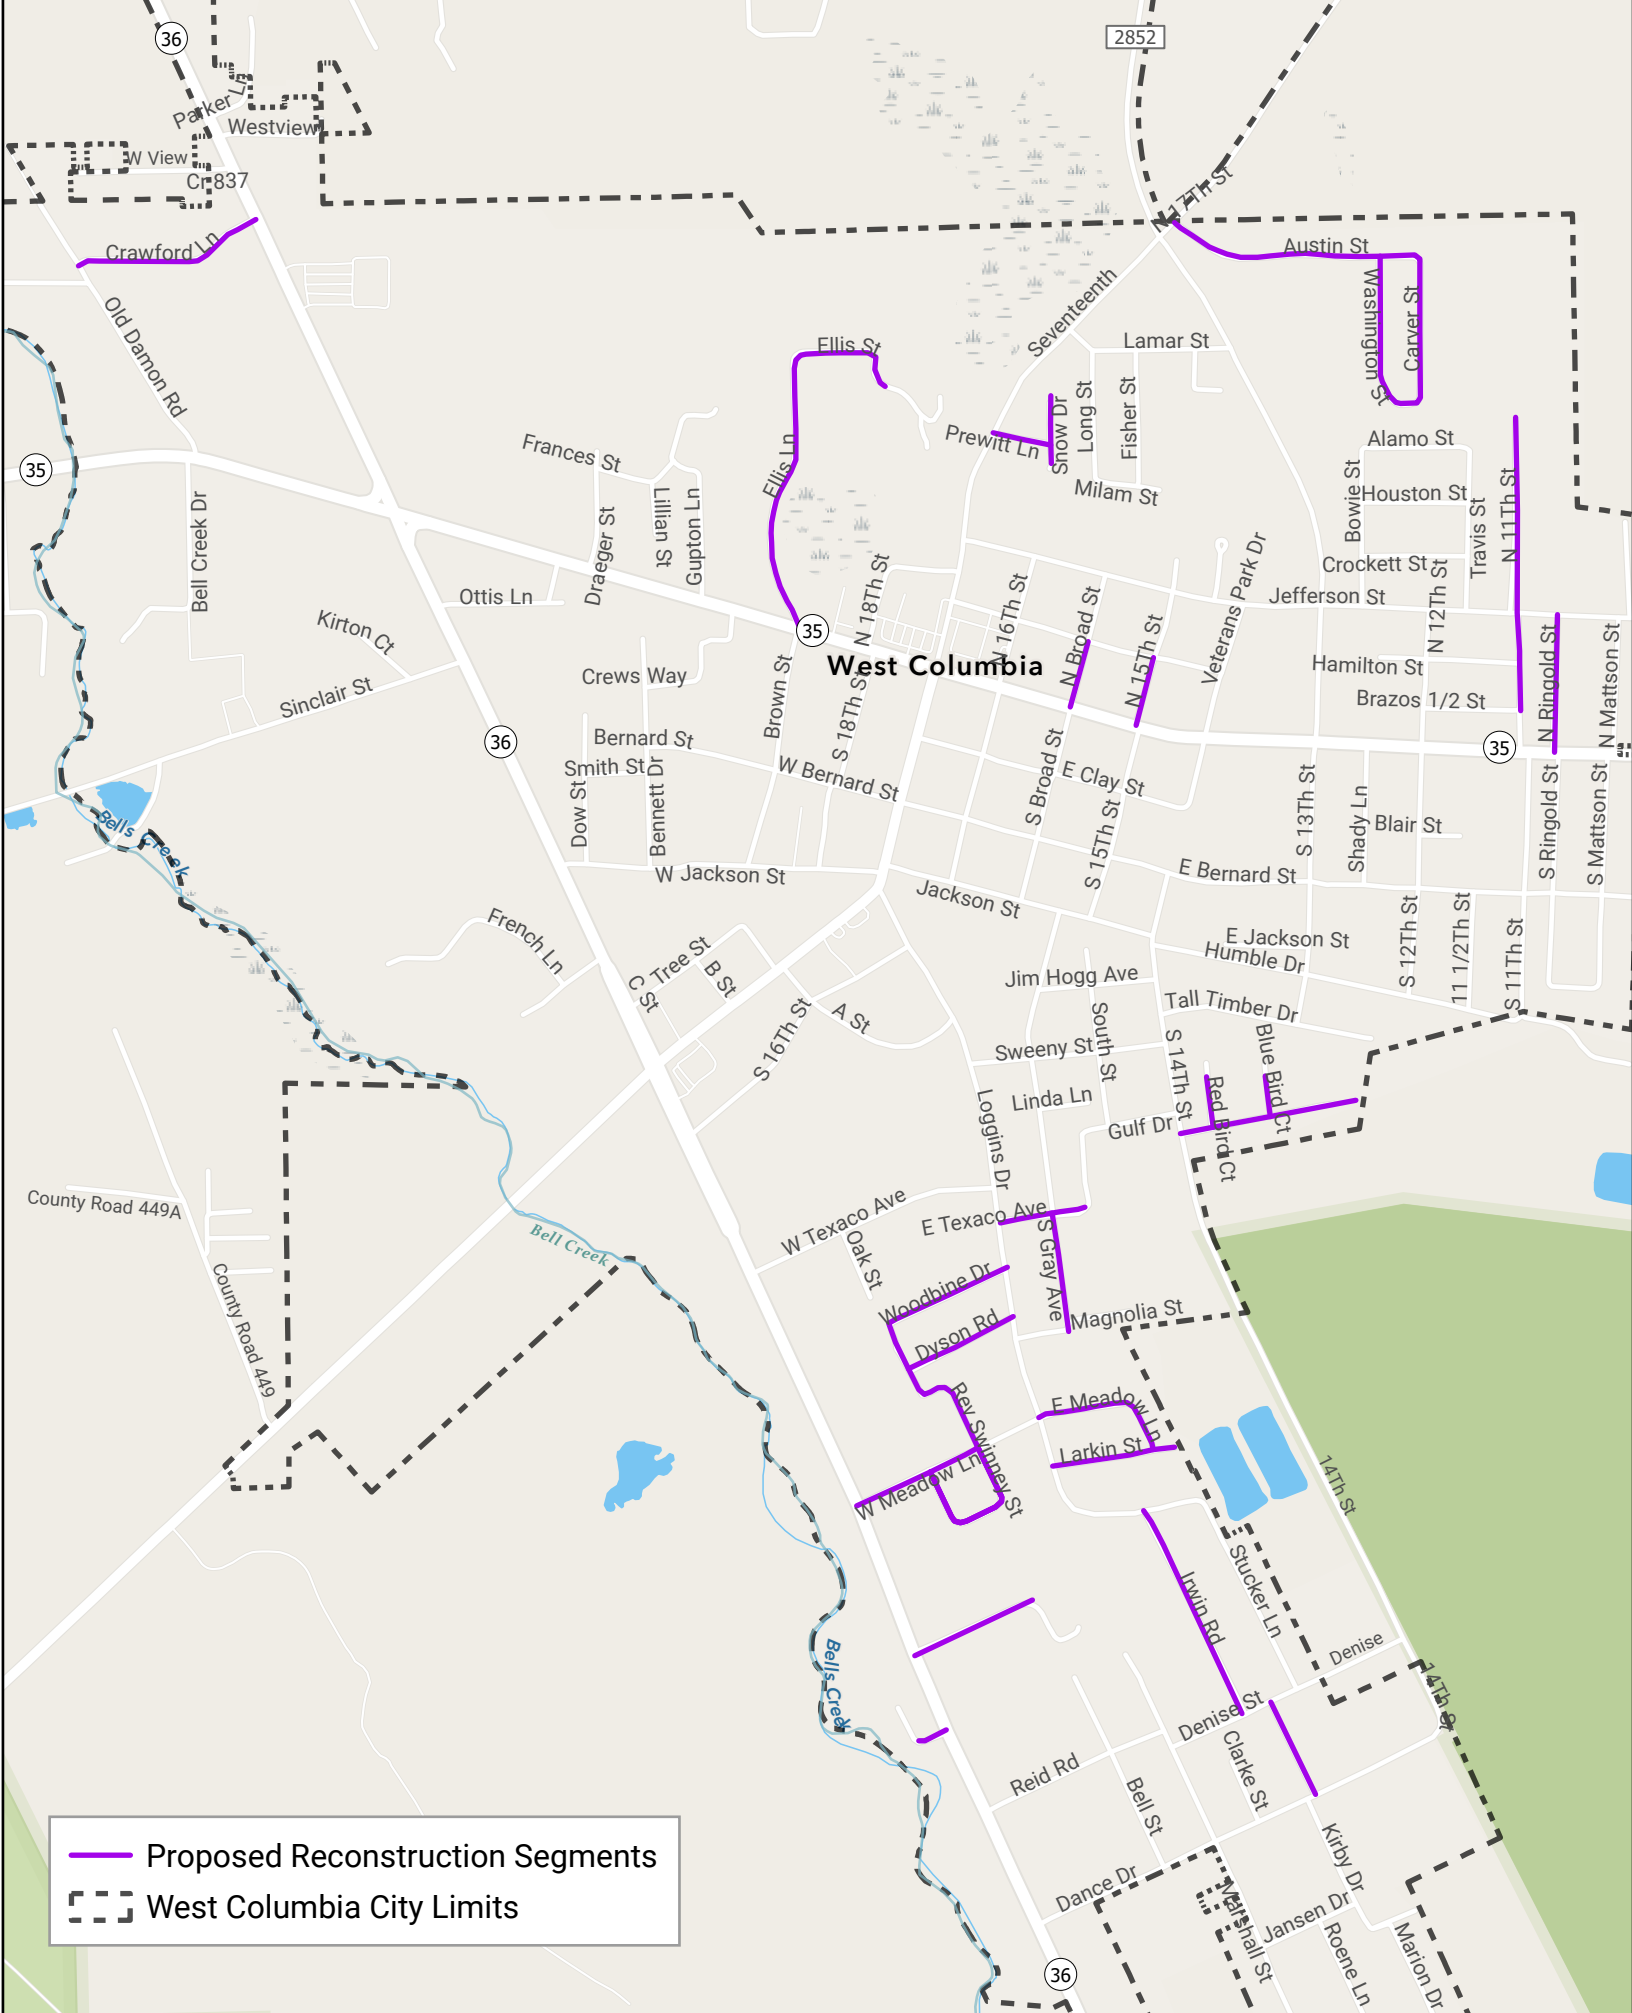 36
2852
Parker Ln
Westview
W View
Cr 837
N 17Th St
Crawford Ln
Austin St
Old Damon Rd
Washington St
Carver St
Seventeenth
Lamar St
Ellis St
Ellis Ln
Snow Dr
Long St
Fisher St
Prewitt Ln
Milam St
Alamo St
Bowie St
Houston St
Travis St
N 11Th St
Crockett St
Frances St
35
Bell Creek Dr
Lillian St
Gupton Ln
Draeger St
Ottis Ln
N 18Th St
N 16Th St
N Broad St
N 15Th St
Veterans Park Dr
Jefferson St
N 12Th St
Kirton Ct
35
West Columbia
Hamilton St
N Ringold St
N Mattson St
Brazos 1/2 St
Sinclair St
Crews Way
Brown St
S 18Th St
36
35
Bernard St
Smith St
Dow St
Bennett Dr
W Bernard St
S Broad St
E Clay St
S 15Th St
S 13Th St
Shady Ln
Blair St
S Ringold St
S Mattson St
Bells Creek
W Jackson St
Jackson St
E Bernard St
French Ln
E Jackson St
Humble Dr
S 12Th St
11 1/2Th St
S 11Th St
C St
Tree St
B St
A St
S 16Th St
Jim Hogg Ave
South St
Tall Timber Dr
Sweeny St
S 14Th St
Blue Bird Ct
Red Bird Ct
Linda Ln
Gulf Dr
Loggins Dr
County Road 449A
County Road 449
Bell Creek
W Texaco Ave
E Texaco Ave
Oak St
S Gray Ave
Woodbine Dr
Dyson Rd
Magnolia St
Rev Swinney St
E Meadow Ln
Larkin St
W Meadow Ln
14Th St
Stucker Ln
Irwin Rd
Bells Creek
Denise
14Th St
Denise St
Clarke St
Reid Rd
Bell St
Kirby Dr
Dance Dr
Marshall St
Jansen Dr
Roene Ln
Marion Dr
36
Proposed Reconstruction Segments
West Columbia City Limits